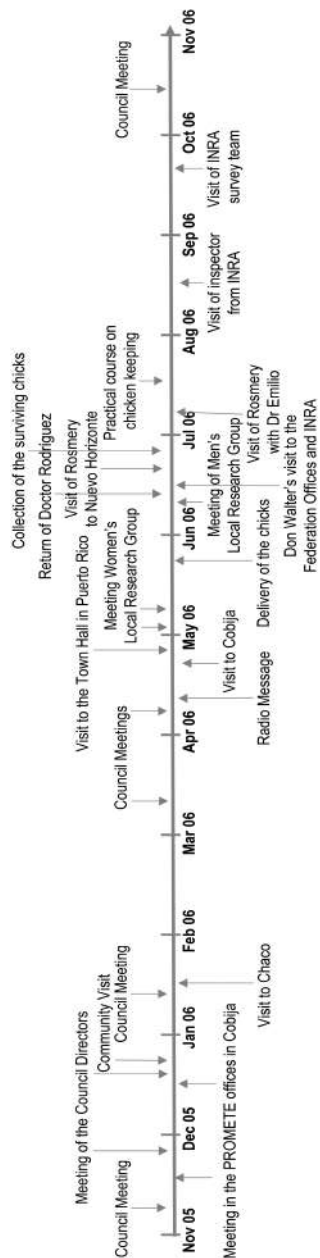 Council Meeting
Meeting of the Council Directors
Community Visit
Council Meeting
Council Meetings
Visit to the Town Hall in Puerto Rico
Meeting Women's
Local Research Group
Collection of the surviving chicks
Return of Doctor Rodriguez
Visit of Rosmery
to Nuevo Horizonte
Practical course on
chicken keeping
Council Meeting
Nov 05
Dec 05
Jan 06
Feb 06
Mar 06
Apr 06
May 06
Jun 06
Jul 06
Aug 06
Sep 06
Oct 06
Nov 06
Meeting in the PROMETE offices in Cobija
Visit to Chaco
Radio Message
Visit to Cobija
Delivery of the chicks
Meeting of Men's
Local Research Group
Don Walter's visit to the
Federation Offices and INRA
Visit of Rosmery
with Dr Emilio
Visit of inspector
from INRA
Visit of INRA
survey team